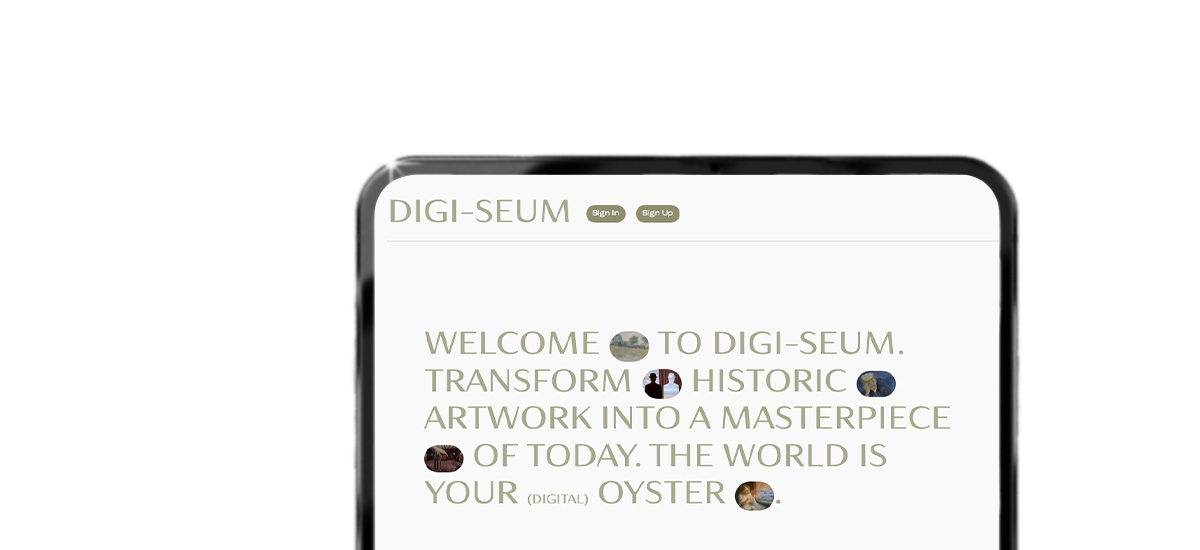 DIGI-SEUM Sign In Sign Up
WELCOME TO DIGI-SEUM.
TRANSFORM HISTORIC
ARTWORK INTO A MASTERPIECE
OF TODAY. THE WORLD IS
YOUR (DIGITAL) OYSTER .